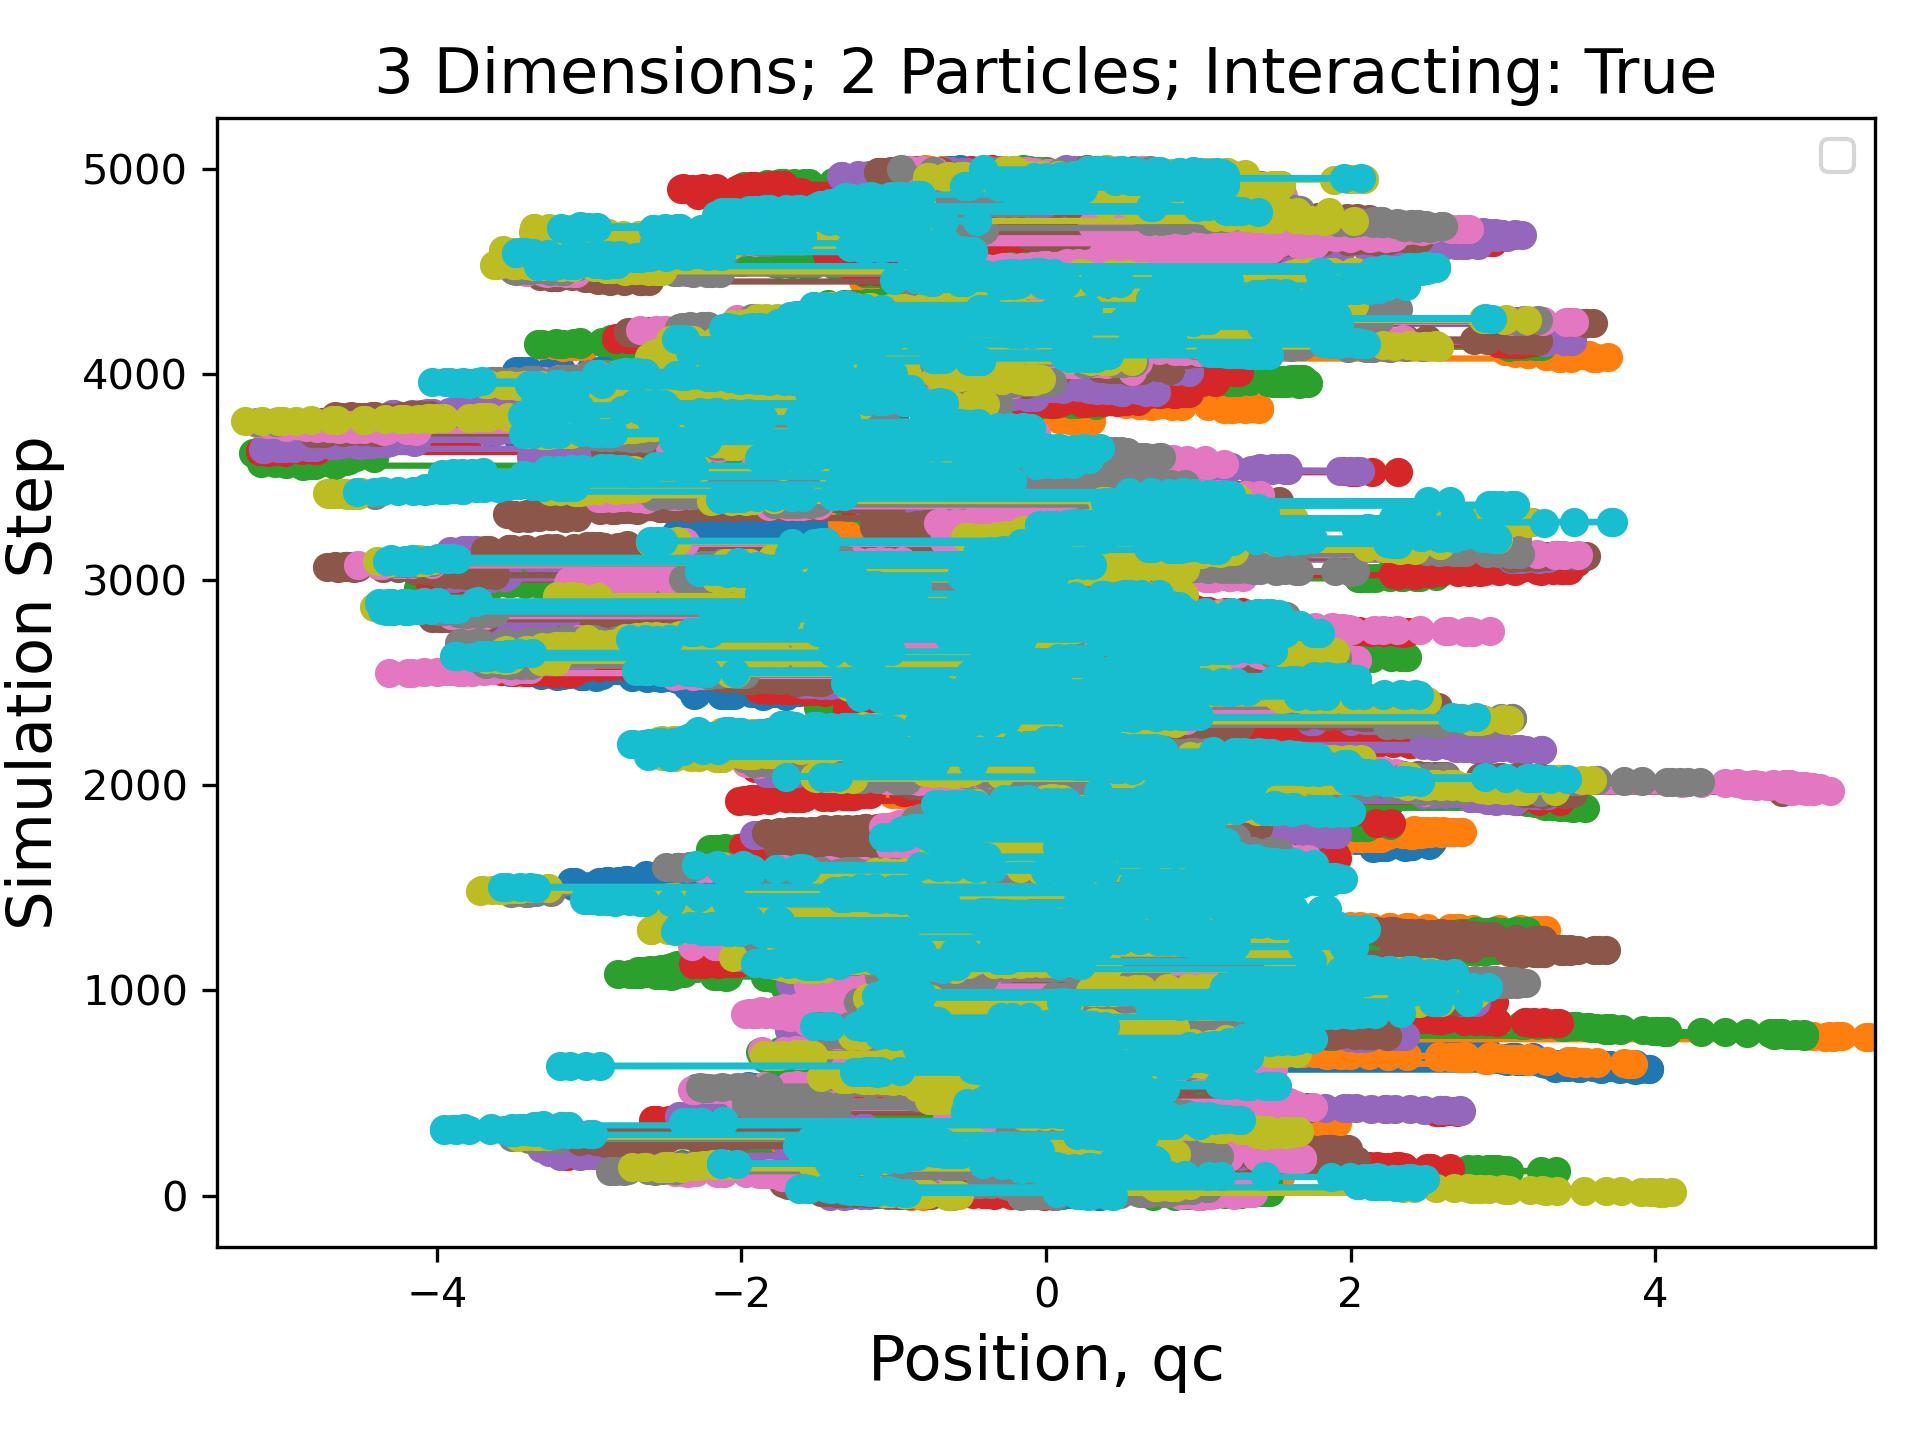 3 Dimensions; 2 Particles; Interacting: True
5000
4000
3000
2000
1000
0
Simulation Step
−4 −2 0 2 4
Position, qc